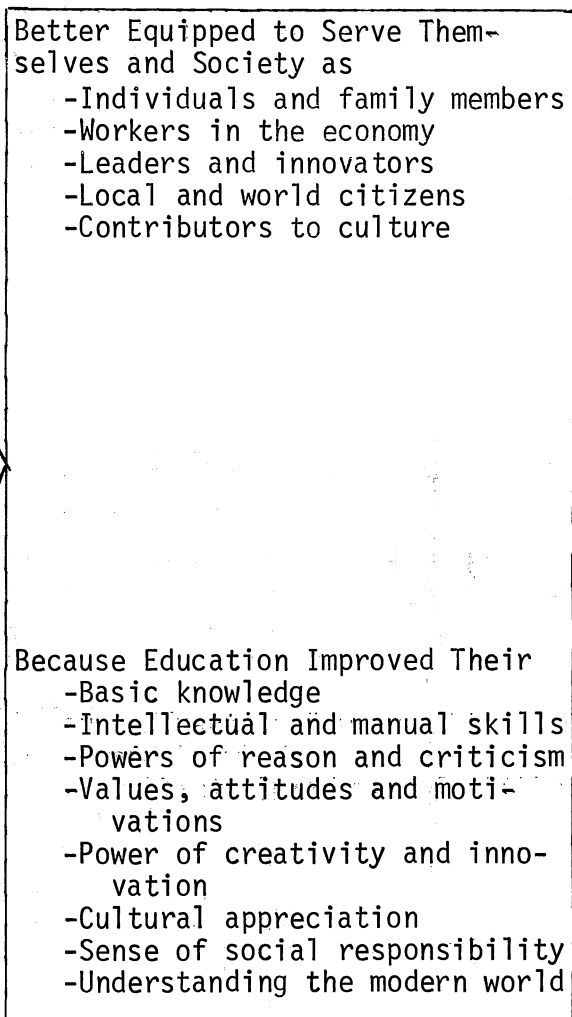 Better Equipped to Serve Them-
selves and Society as
-Individuals and family members
-Workers in the economy
-Leaders and innovators
-Local and world citizens
-Contributors to culture
Because Education Improved Their
-Basic knowledge
-Intellectual and manual skills
-Powers of reason and criticism
-Values, attitudes and moti-
vations
-Power of creativity and inno-
vation
-Cultural appreciation
-Sense of social responsibility
-Understanding the modern world